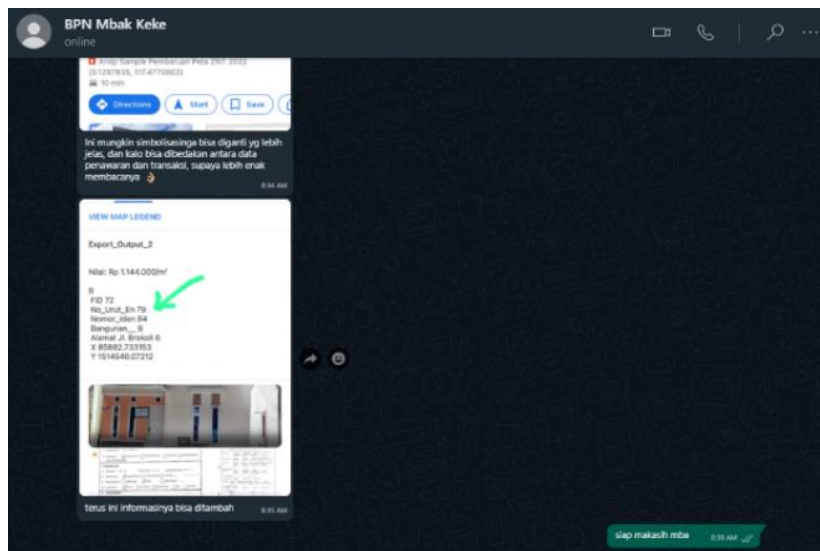 BPN Mbak Keke
online
Arsip Sample Pembaruan Peta ZNT 2022
10 min
Directions
Start
Save
Ini mungkin simbolisasinga bisa diganti yg lebih
jelas, dan kalo bisa dibedakan antara data
penawaran dan transaksi, supaya lebih enak
membacanya 👌🏼
8:34 AM
VIEW MAP LEGEND
Export_Output_2
Nilai: Rp 1.144.000/m²
B
FID 72
No_Urut_En 79
Nomor_Iden 84
Bangunan__ B
Alamat Jl. Brokoli 6
X 85882.733153
Y 1514546.07212
terus ini informasinya bisa ditambah
8:35 AM
siap makasih mba
8:38 AM